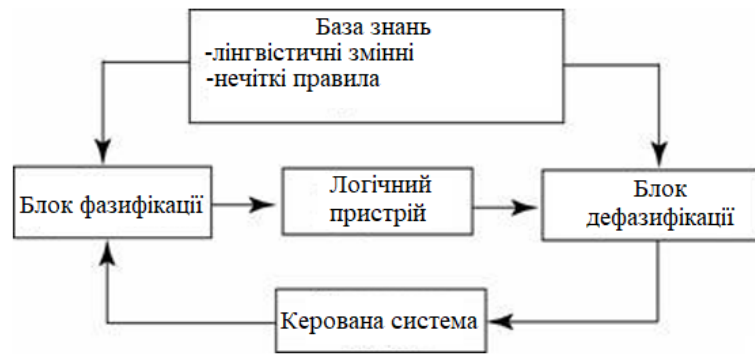 База знань
-лінгвістичні змінні
-нечіткі правила
Блок фазифікації
Логічний
пристрій
Блок
дефазифікації
Керована система